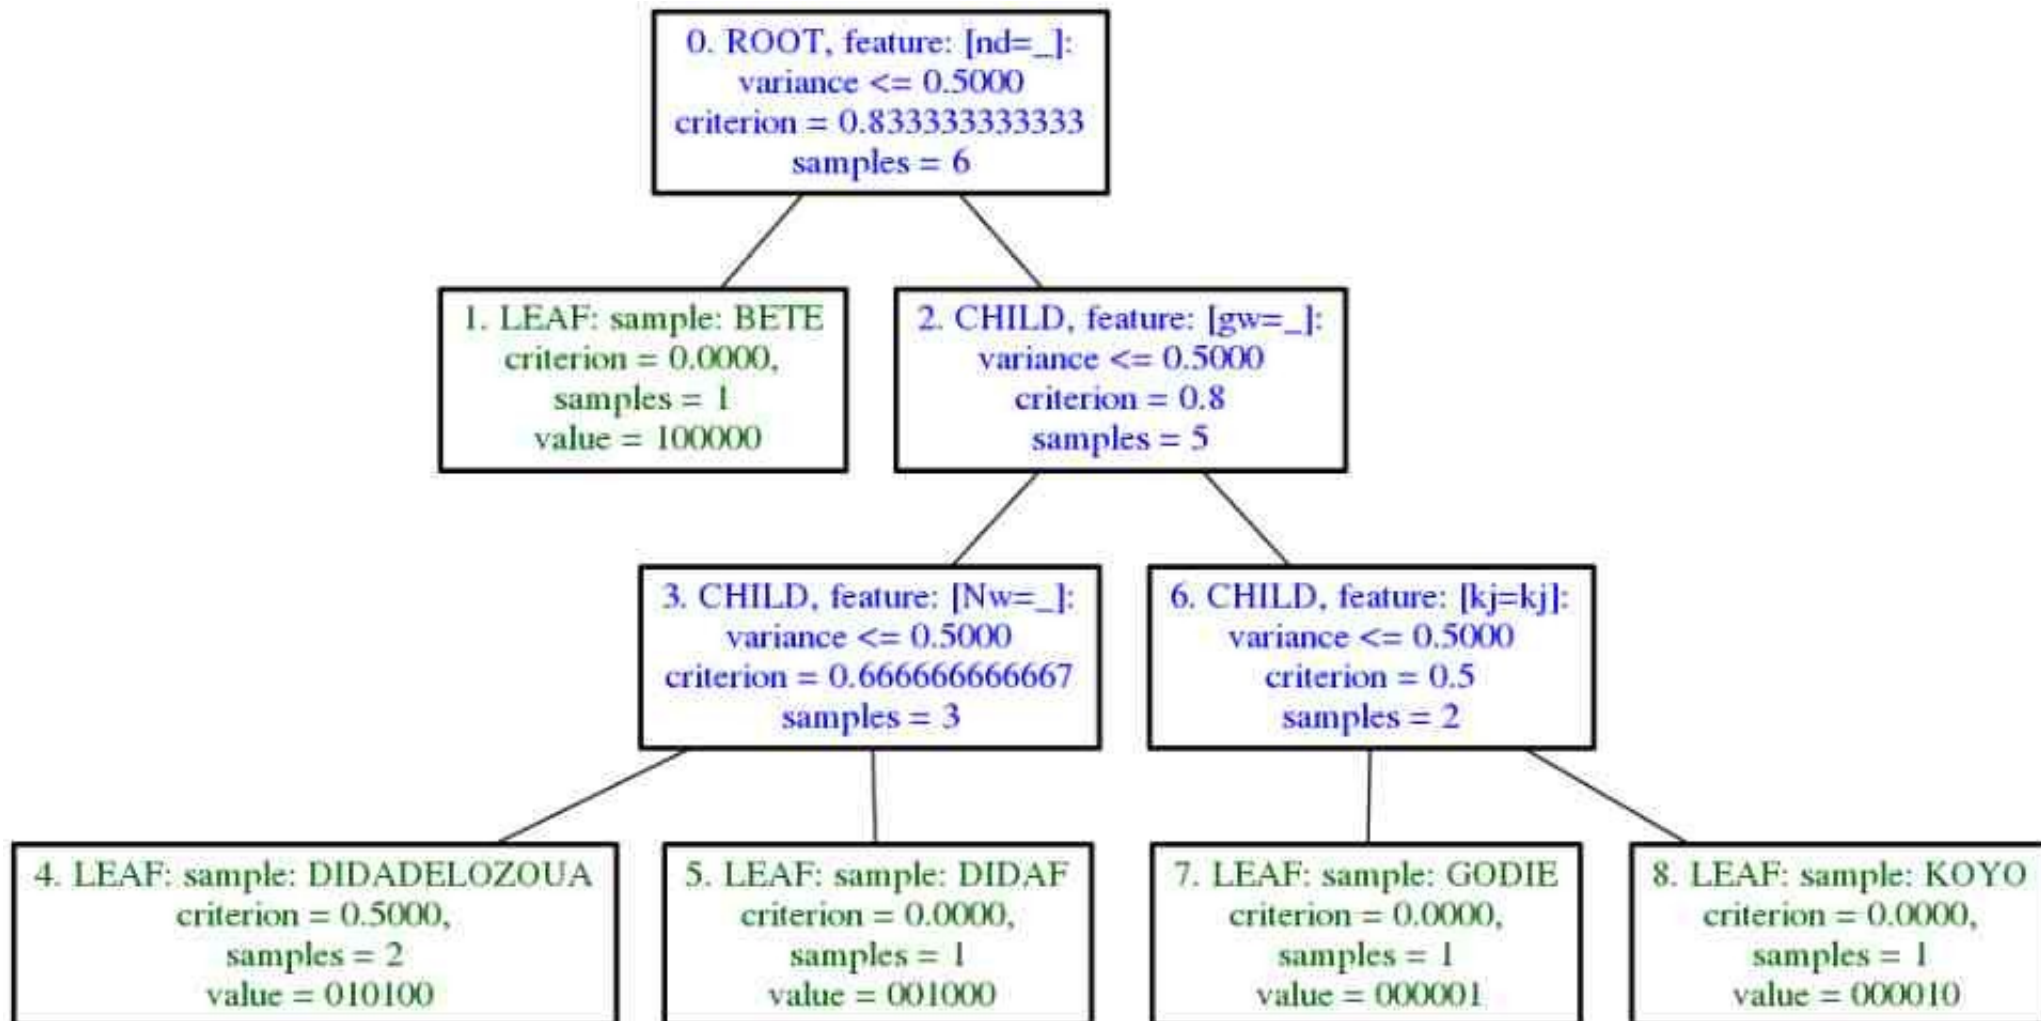 0. ROOT, feature: [nd=_]:
variance <= 0.5000
criterion = 0.833333333333
samples = 6
1. LEAF: sample: BETE
criterion = 0.0000,
samples = 1
value = 100000
2. CHILD, feature: [gw=_]:
variance <= 0.5000
criterion = 0.8
samples = 5
3. CHILD, feature: [Nw=_]:
variance <= 0.5000
criterion = 0.666666666667
samples = 3
6. CHILD, feature: [kj=kj]:
variance <= 0.5000
criterion = 0.5
samples = 2
4. LEAF: sample: DIDADELOZOUA
criterion = 0.5000,
samples = 2
value = 010100
5. LEAF: sample: DIDAF
criterion = 0.0000,
samples = 1
value = 001000
7. LEAF: sample: GODIE
criterion = 0.0000,
samples = 1
value = 000001
8. LEAF: sample: KOYO
criterion = 0.0000,
samples = 1
value = 000010